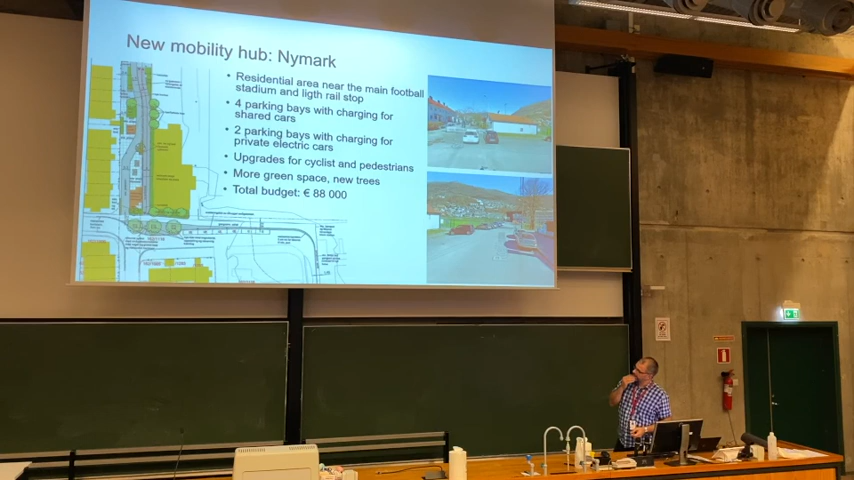 New mobility hub: Nymark
• Residential area near the main football
stadium and ligth rail stop
• 4 parking bays with charging for
shared cars
• 2 parking bays with charging for
private electric cars
• Upgrades for cyclist and pedestrians
• More green space, new trees
• Total budget: € 88 000